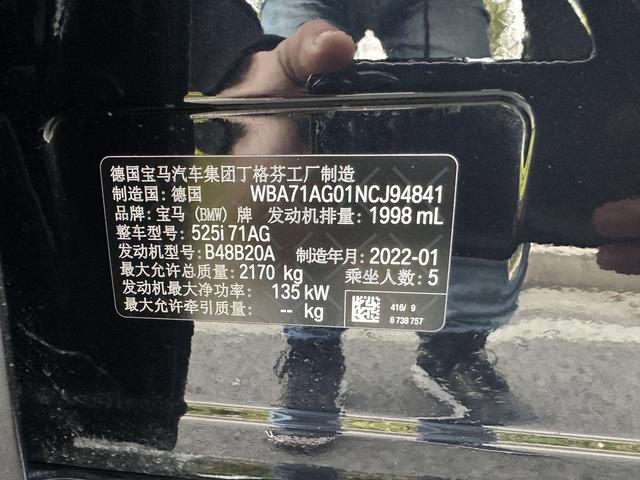 德国宝马汽车集团丁格芬工厂制造
制造国: 德国 WBA71AG01NCJ94841
品牌: 宝马 (BMW) 牌 发动机排量: 1998 mL
整车型号: 525i 71AG
发动机型号: B48B20A 制造年月: 2022-01
最大允许总质量: 2170 kg 乘坐人数: 5
发动机最大净功率: 135 kW
最大允许牵引质量: -- kg
416/ 9
8 738 757